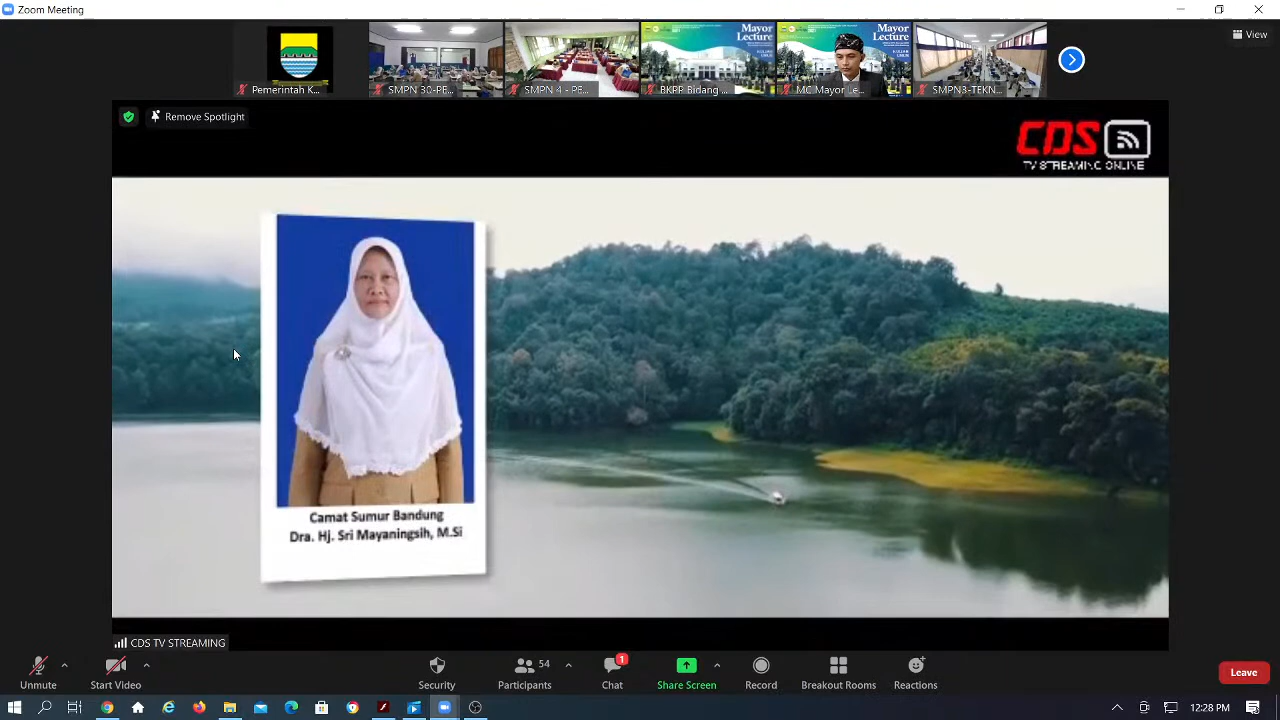 Zoom Meeting
View
Pemerintah K...
SMPN 30-PE...
SMPN 4 - PE...
BKPP Bidang ...
MC Mayor Le...
SMPN3-TEKN...
Mayor
Lecture
Mayor
Lecture
Remove Spotlight
CDS
TV STREAMING ONLINE
Camat Sumur Bandung
Dra. Hj. Sri Mayaningsih, M.Si
CDS TV STREAMING
Unmute
Start Video
Security
Participants
54
Chat
1
Share Screen
Record
Breakout Rooms
Reactions
Leave
12:28 PM